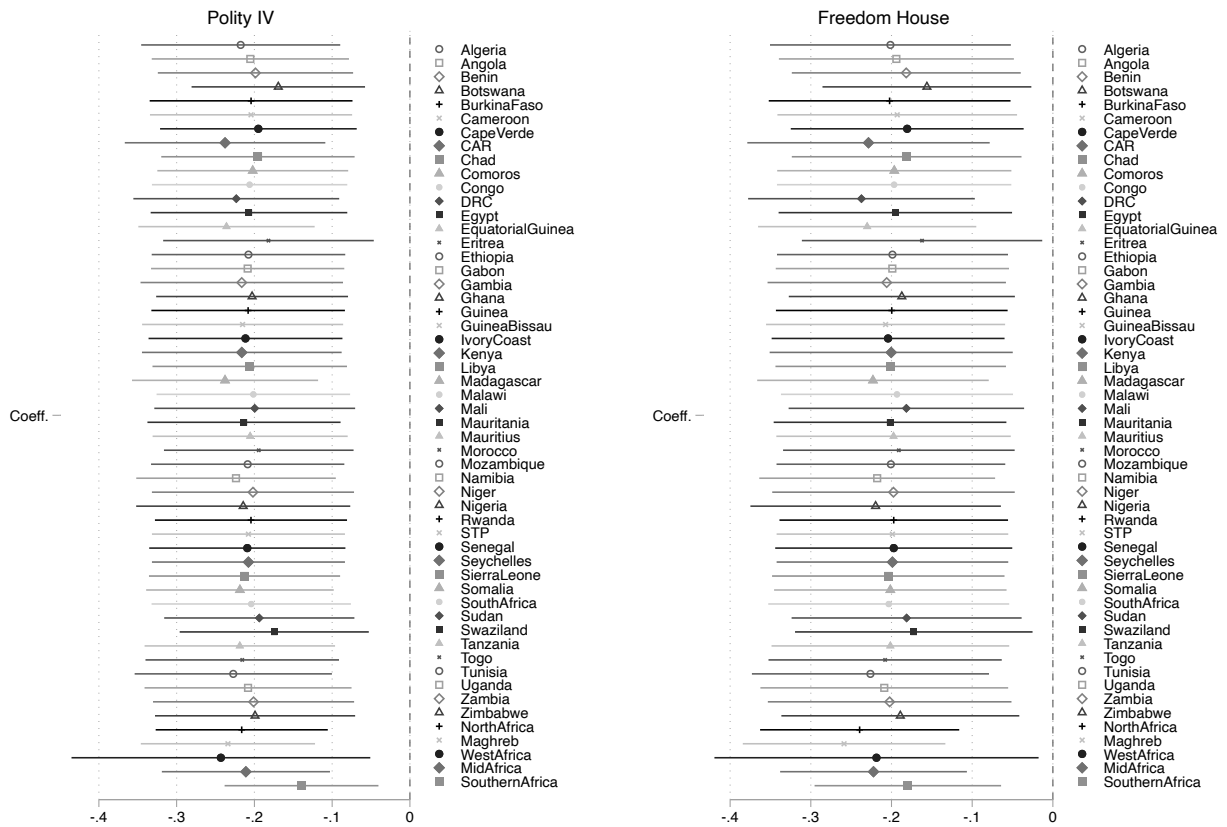 Polity IV
Coeff.
Algeria
Angola
Benin
Botswana
BurkinaFaso
Cameroon
CapeVerde
CAR
Chad
Comoros
Congo
DRC
Egypt
EquatorialGuinea
Eritrea
Ethiopia
Gabon
Gambia
Ghana
Guinea
GuineaBissau
IvoryCoast
Kenya
Libya
Madagascar
Malawi
Mali
Mauritania
Mauritius
Morocco
Mozambique
Namibia
Niger
Nigeria
Rwanda
STP
Senegal
Seychelles
SierraLeone
Somalia
SouthAfrica
Sudan
Swaziland
Tanzania
Togo
Tunisia
Uganda
Zambia
Zimbabwe
NorthAfrica
Maghreb
WestAfrica
MidAfrica
SouthernAfrica
-.4 -.3 -.2 -.1 0
Freedom House
Coeff.
Algeria
Angola
Benin
Botswana
BurkinaFaso
Cameroon
CapeVerde
CAR
Chad
Comoros
Congo
DRC
Egypt
EquatorialGuinea
Eritrea
Ethiopia
Gabon
Gambia
Ghana
Guinea
GuineaBissau
IvoryCoast
Kenya
Libya
Madagascar
Malawi
Mali
Mauritania
Mauritius
Morocco
Mozambique
Namibia
Niger
Nigeria
Rwanda
STP
Senegal
Seychelles
SierraLeone
Somalia
SouthAfrica
Sudan
Swaziland
Tanzania
Togo
Tunisia
Uganda
Zambia
Zimbabwe
NorthAfrica
Maghreb
WestAfrica
MidAfrica
SouthernAfrica
-.4 -.3 -.2 -.1 0